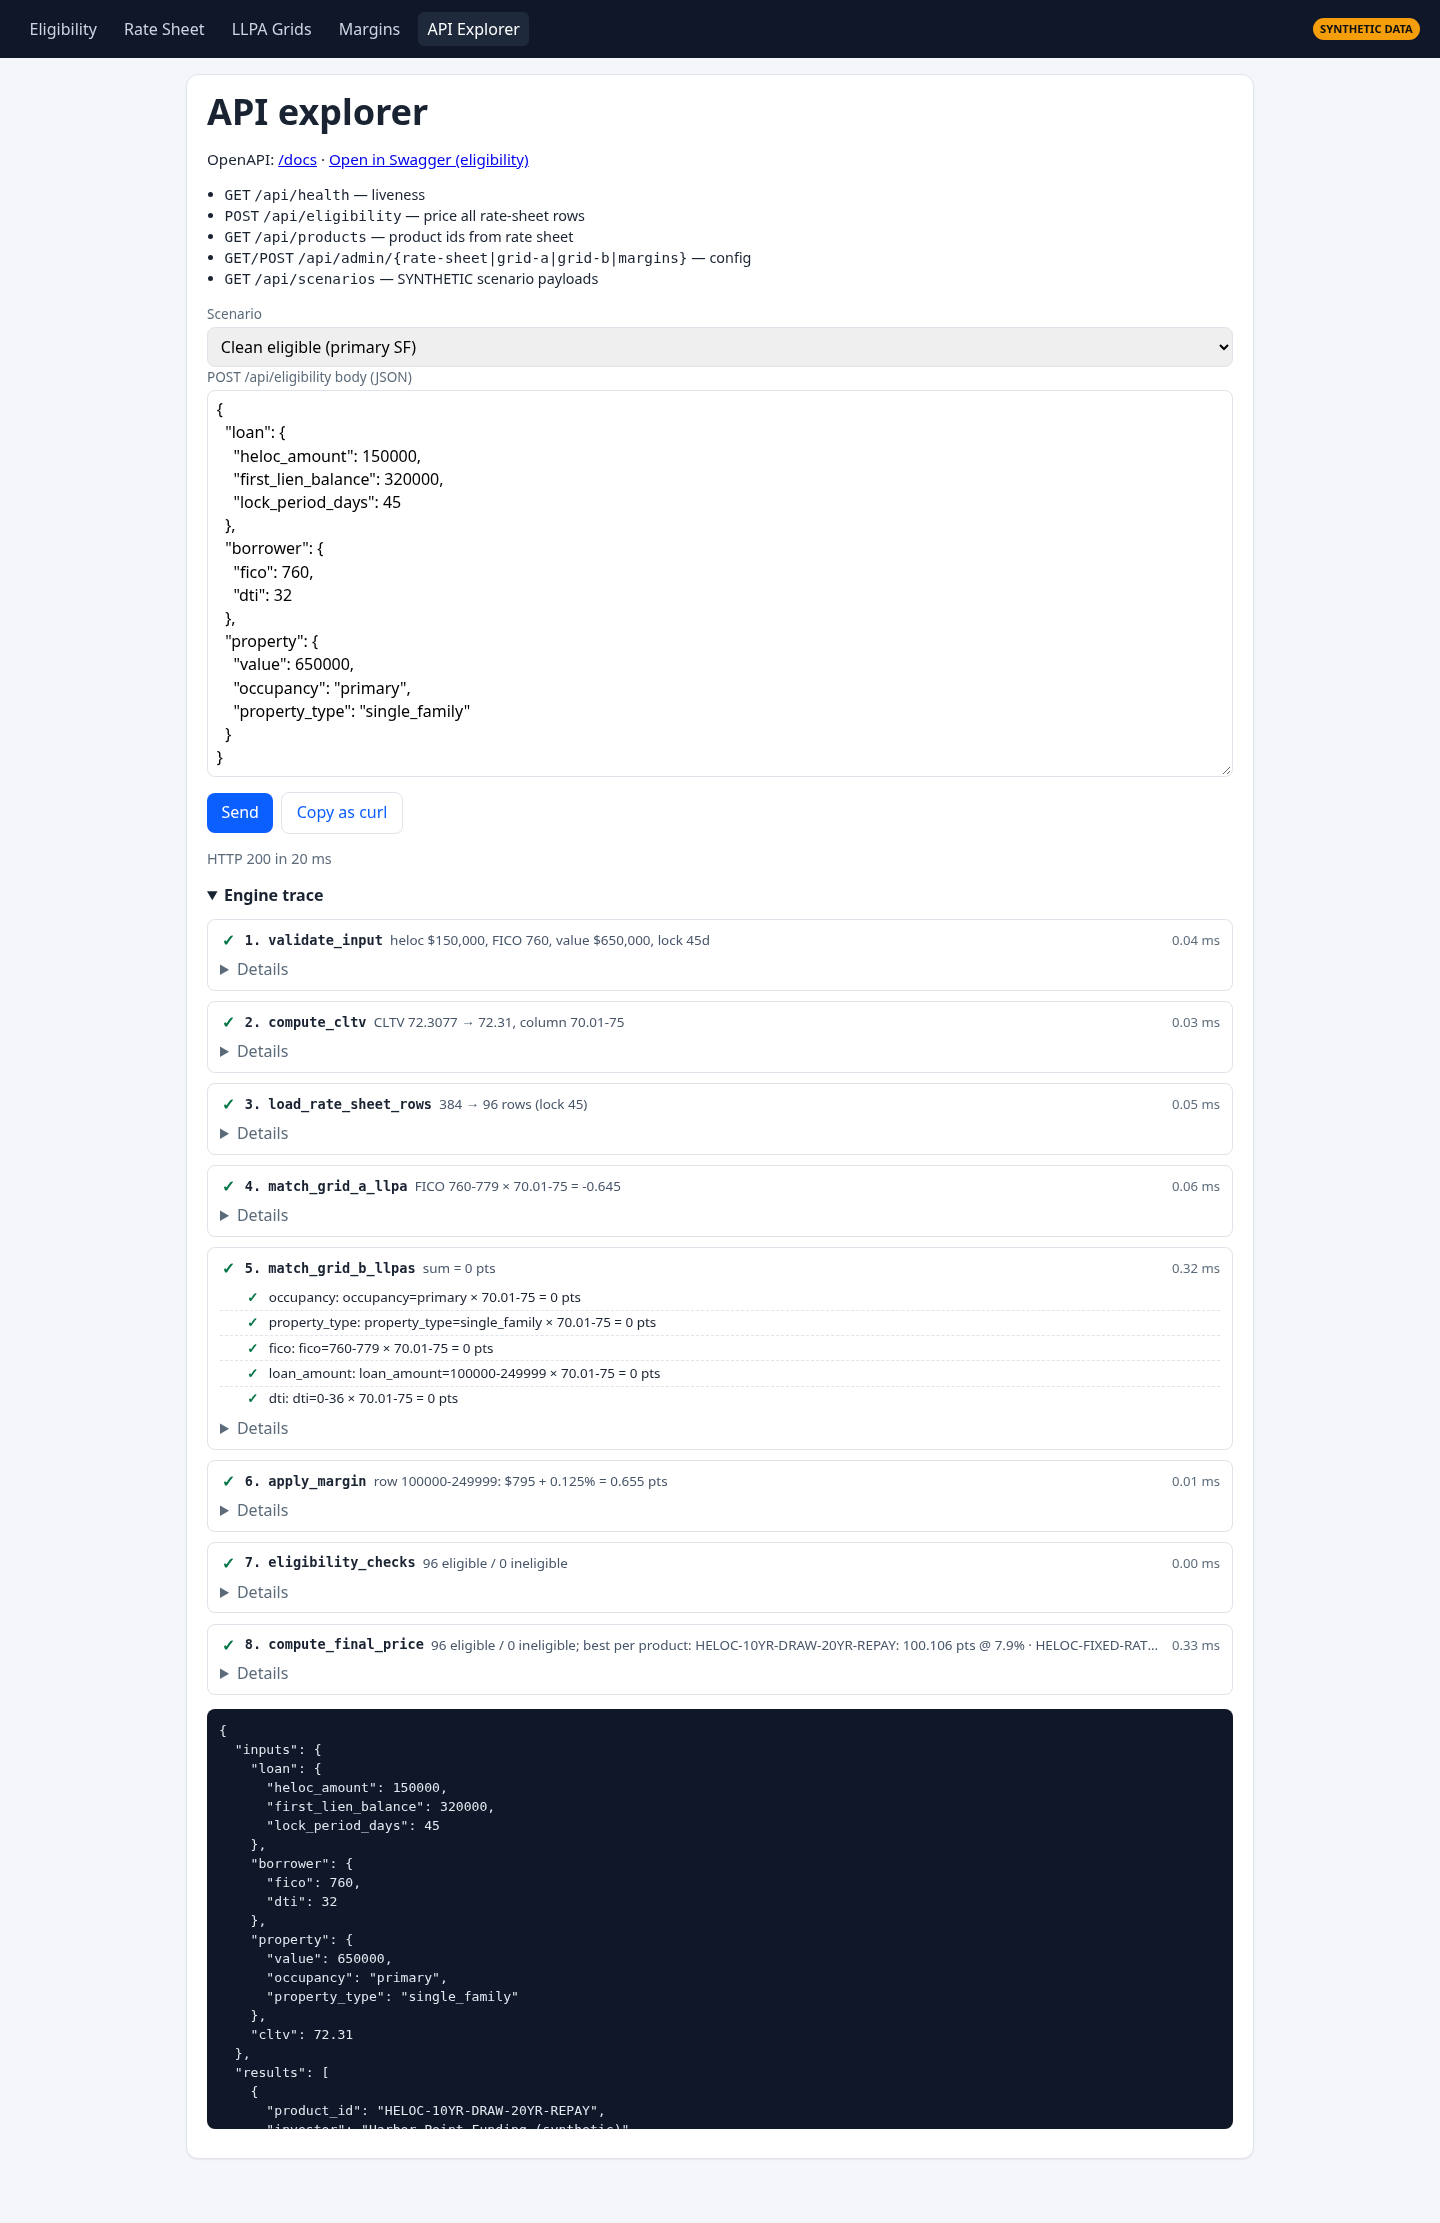 Eligibility Rate Sheet LLPA Grids Margins API Explorer SYNTHETIC DATA
API explorer
OpenAPI: /docs · Open in Swagger (eligibility)
• GET /api/health — liveness
• POST /api/eligibility — price all rate-sheet rows
• GET /api/products — product ids from rate sheet
• GET/POST /api/admin/{rate-sheet|grid-a|grid-b|margins} — config
• GET /api/scenarios — SYNTHETIC scenario payloads
Scenario
Clean eligible (primary SF)
POST /api/eligibility body (JSON)
{
  "loan": {
    "heloc_amount": 150000,
    "first_lien_balance": 320000,
    "lock_period_days": 45
  },
  "borrower": {
    "fico": 760,
    "dti": 32
  },
  "property": {
    "value": 650000,
    "occupancy": "primary",
    "property_type": "single_family"
  }
}
Send Copy as curl
HTTP 200 in 20 ms
▼ Engine trace
✓ 1. validate_input heloc $150,000, FICO 760, value $650,000, lock 45d 0.04 ms
▶ Details
✓ 2. compute_cltv CLTV 72.3077 → 72.31, column 70.01-75 0.03 ms
▶ Details
✓ 3. load_rate_sheet_rows 384 → 96 rows (lock 45) 0.05 ms
▶ Details
✓ 4. match_grid_a_llpa FICO 760-779 × 70.01-75 = -0.645 0.06 ms
▶ Details
✓ 5. match_grid_b_llpas sum = 0 pts 0.32 ms
✓ occupancy: occupancy=primary × 70.01-75 = 0 pts
✓ property_type: property_type=single_family × 70.01-75 = 0 pts
✓ fico: fico=760-779 × 70.01-75 = 0 pts
✓ loan_amount: loan_amount=100000-249999 × 70.01-75 = 0 pts
✓ dti: dti=0-36 × 70.01-75 = 0 pts
▶ Details
✓ 6. apply_margin row 100000-249999: $795 + 0.125% = 0.655 pts 0.01 ms
▶ Details
✓ 7. eligibility_checks 96 eligible / 0 ineligible 0.00 ms
▶ Details
✓ 8. compute_final_price 96 eligible / 0 ineligible; best per product: HELOC-10YR-DRAW-20YR-REPAY: 100.106 pts @ 7.9% · HELOC-FIXED-RAT... 0.33 ms
▶ Details
{
  "inputs": {
    "loan": {
      "heloc_amount": 150000,
      "first_lien_balance": 320000,
      "lock_period_days": 45
    },
    "borrower": {
      "fico": 760,
      "dti": 32
    },
    "property": {
      "value": 650000,
      "occupancy": "primary",
      "property_type": "single_family"
    },
    "cltv": 72.31
  },
  "results": [
    {
      "product_id": "HELOC-10YR-DRAW-20YR-REPAY",
      "investor": "Harbor Point Funding (synthetic)"